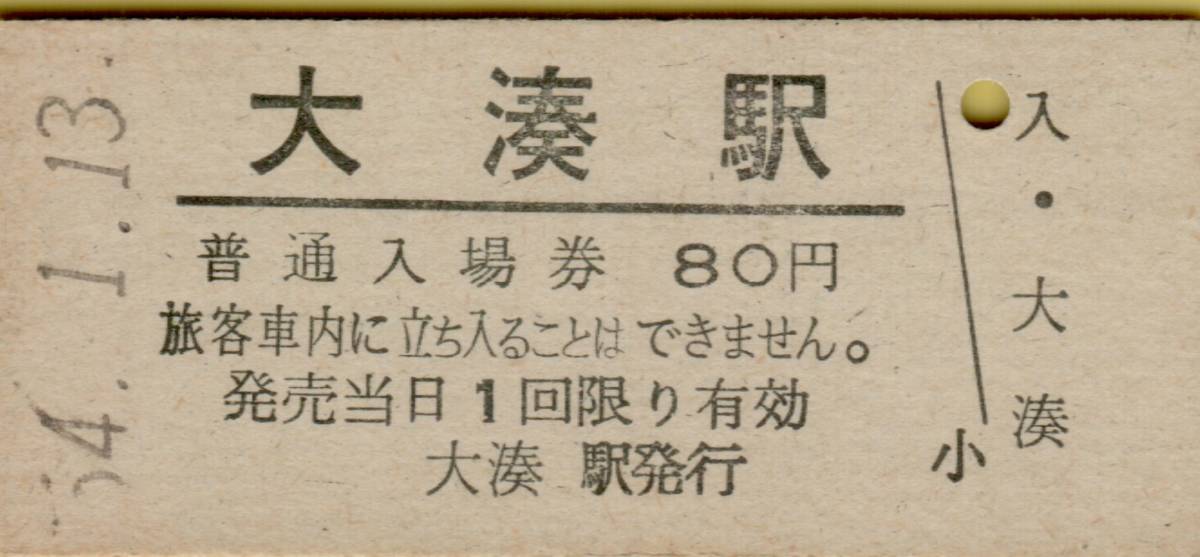 大湊駅
普通入場券 80円
旅客車内に立ち入ることはできません。
発売当日1回限り有効
大湊 駅発行
入・大湊
小
54. 1. 13.